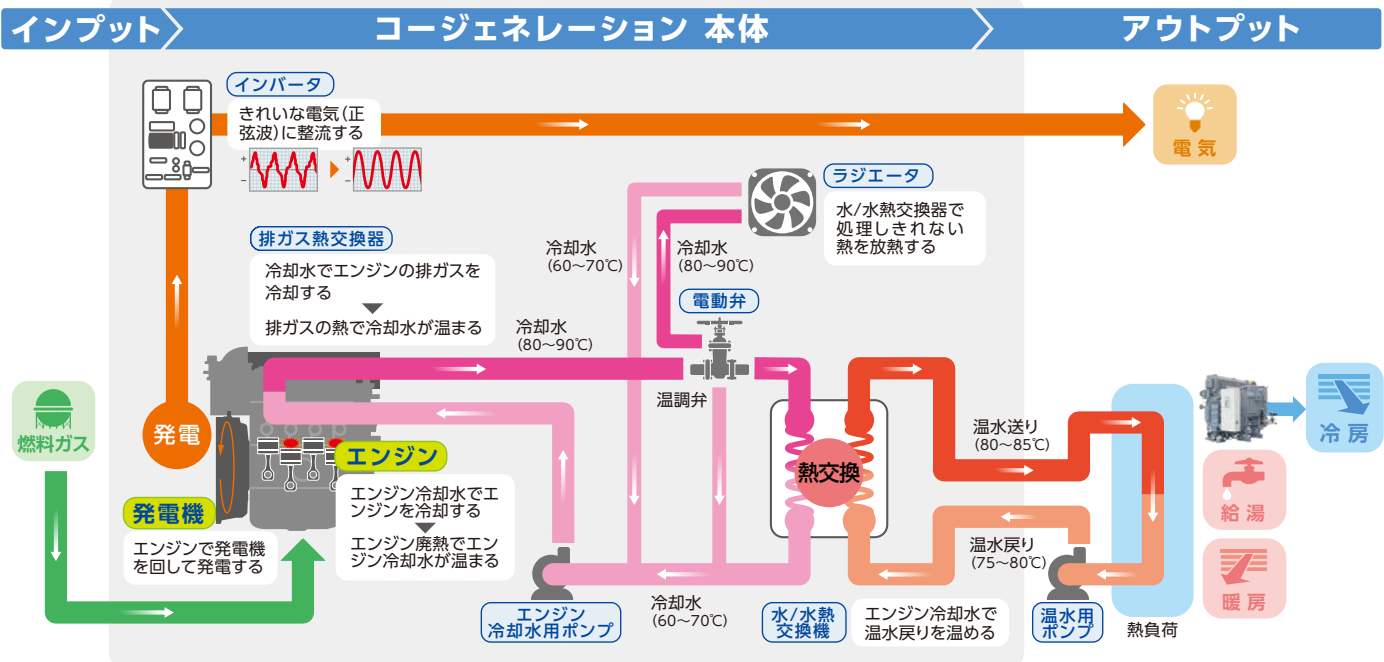 インプット
コージェネレーション 本体
アウトプット
インバータ
きれいな電気(正
弦波)に整流する
+
−
+
−
電気
ラジエータ
水/水熱交換器で
処理しきれない
熱を放熱する
排ガス熱交換器
冷却水でエンジンの排ガスを
冷却する
排ガスの熱で冷却水が温まる
冷却水
(60〜70℃)
冷却水
(80〜90℃)
電動弁
冷却水
(80〜90℃)
温調弁
燃料ガス
発電
エンジン
エンジン冷却水でエ
ンジンを冷却する
エンジン廃熱でエン
ジン冷却水が温まる
発電機
エンジンで発電機
を回して発電する
熱交換
温水送り
(80〜85℃)
冷房
給湯
暖房
温水戻り
(75〜80℃)
エンジン
冷却水用ポンプ
冷却水
(60〜70℃)
水/水熱
交換機
エンジン冷却水で
温水戻りを温める
温水用
ポンプ
熱負荷